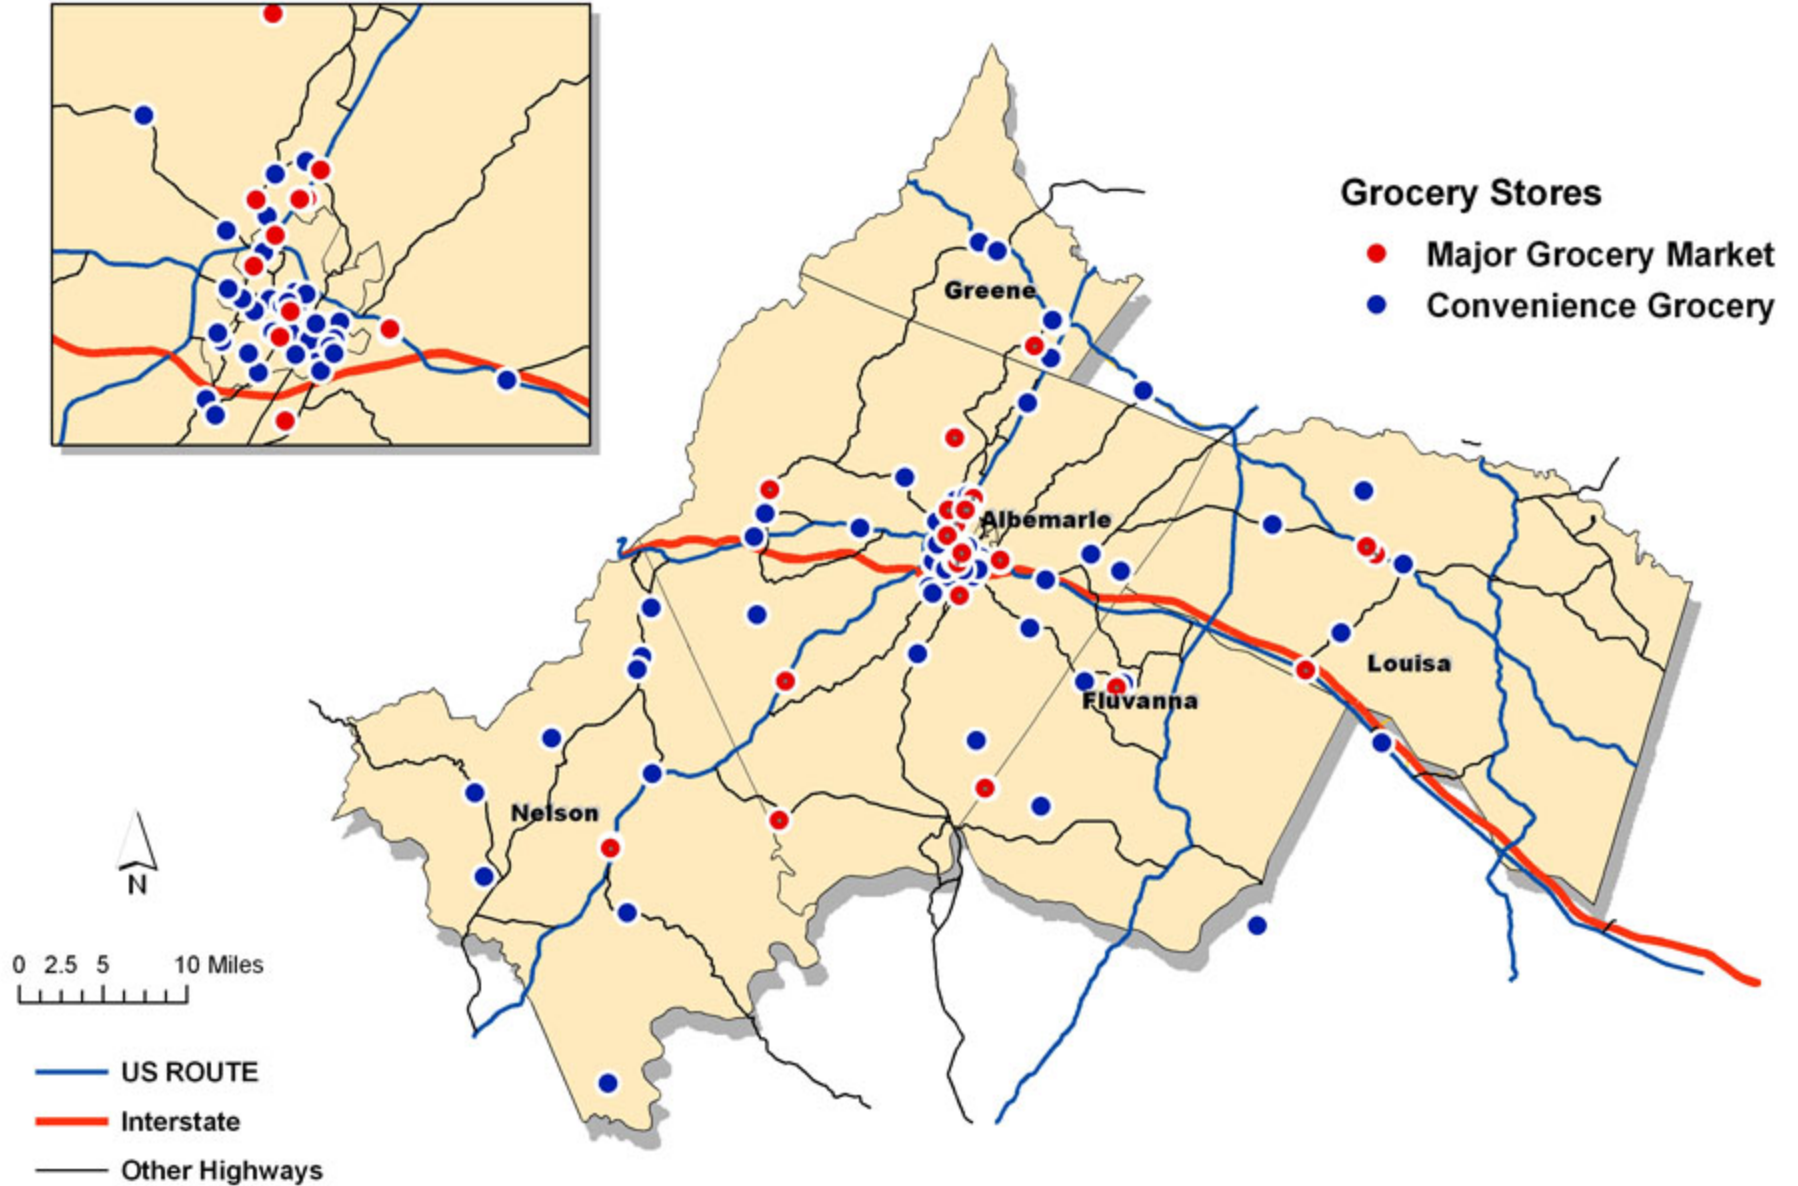 Grocery Stores
Major Grocery Market
Convenience Grocery
Greene
Albemarle
Louisa
Fluvanna
Nelson
N
0 2.5 5 10 Miles
US ROUTE
Interstate
Other Highways